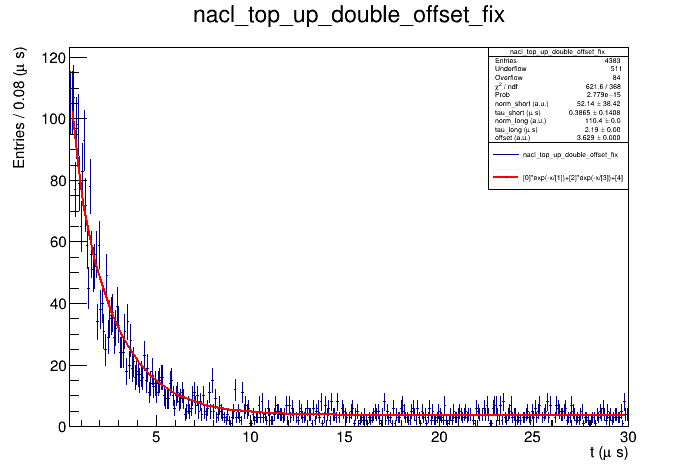 nacl_top_up_double_offset_fix
Entries / 0.08 (μ s)
120
100
80
60
40
20
0
5
10
15
20
25
30
t (μ s)
nacl_top_up_double_offset_fix
Entries 4383
Underflow 511
Overflow 84
χ² / ndf 621.6 / 368
Prob 2.779e−15
norm_short (a.u.) 52.14 ± 38.42
tau_short (μ s) 0.3865 ± 0.1408
norm_long (a.u.) 110.4 ± 0.0
tau_long (μ s) 2.19 ± 0.00
offset (a.u.) 3.629 ± 0.000
nacl_top_up_double_offset_fix
[0]*exp(-x/[1])+[2]*exp(-x/[3])+[4]